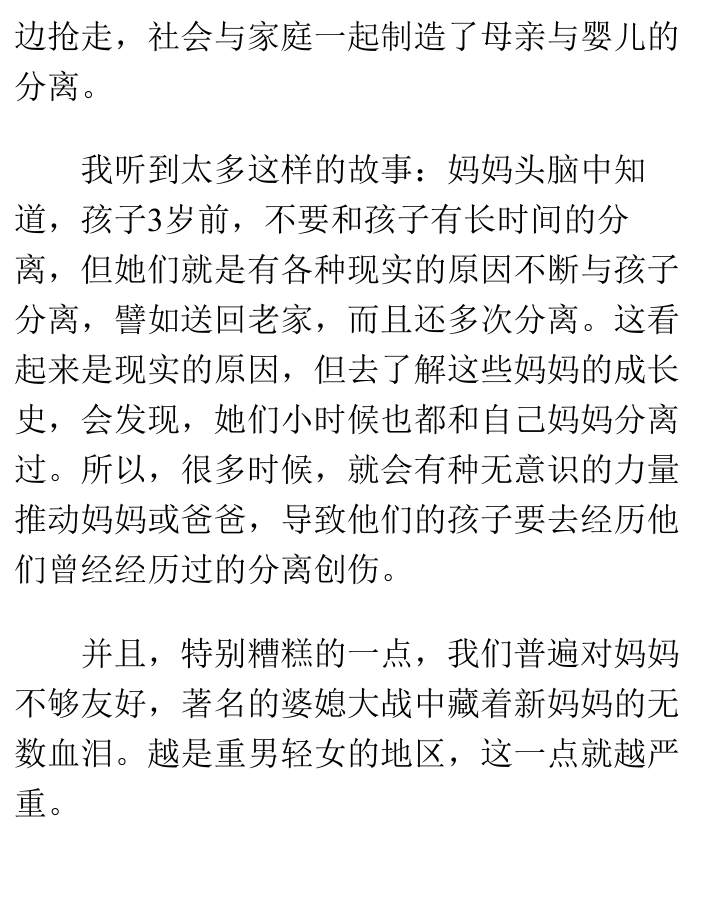 边抢走，社会与家庭一起制造了母亲与婴儿的
分离。
我听到太多这样的故事：妈妈头脑中知
道，孩子3岁前，不要和孩子有长时间的分
离，但她们就是有各种现实的原因不断与孩子
分离，譬如送回老家，而且还多次分离。这看
起来是现实的原因，但去了解这些妈妈的成长
史，会发现，她们小时候也都和自己妈妈分离
过。所以，很多时候，就会有种无意识的力量
推动妈妈或爸爸，导致他们的孩子要去经历他
们曾经经历过的分离创伤。
并且，特别糟糕的一点，我们普遍对妈妈
不够友好，著名的婆媳大战中藏着新妈妈的无
数血泪。越是重男轻女的地区，这一点就越严
重。